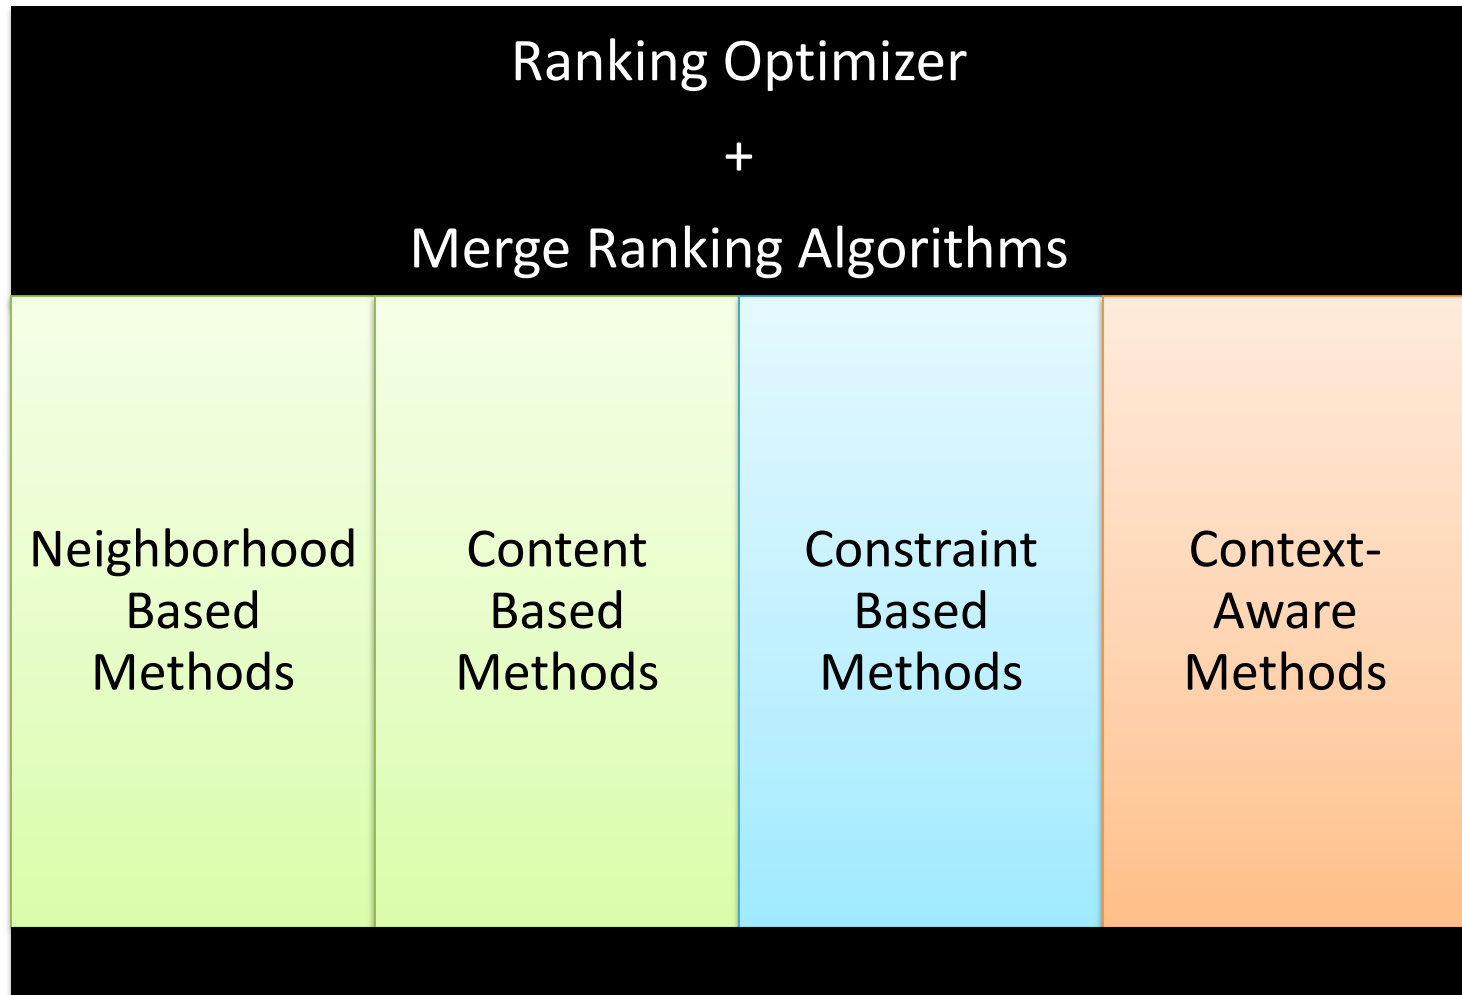 Ranking Optimizer
+
Merge Ranking Algorithms
Neighborhood
Based
Methods
Content
Based
Methods
Constraint
Based
Methods
Context-
Aware
Methods